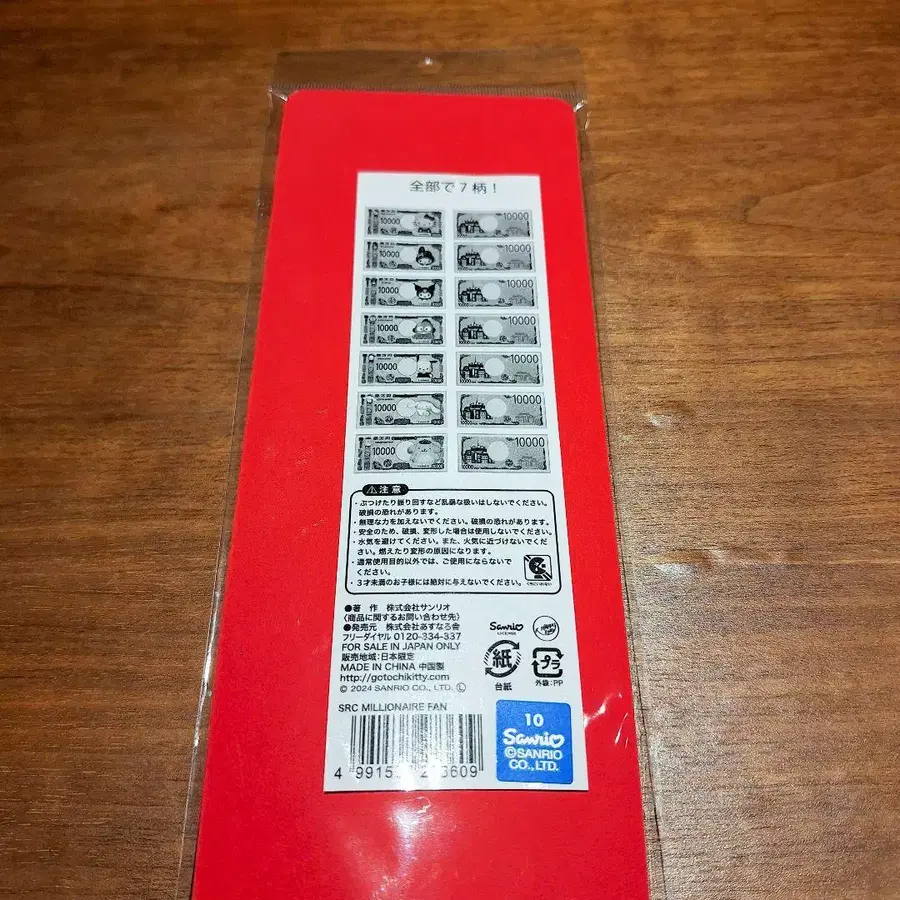 全部で7柄！
10000 10000
10000 10000
10000 10000
10000 10000
10000 10000
10000 10000
10000 10000
⚠注意
・ぶつけたり振り回すなど乱暴な扱いはしないでください。
破損の恐れがあります。
・無理な力を加えないでください。破損の恐れがあります。
・安全のため、破損、変形した場合は使用しないでください。
・水気を避けてください。また、火気に近づけないでくだ
さい。燃えたり変形の原因になります。
・通常使用目的以外では、ご使用にならないで
ください。
・3才未満のお子様には絶対に与えないでください。
●著 作 株式会社サンリオ
〈商品に関するお問い合わせ先〉
●発売元 株式会社あすなろ舎
フリーダイヤル 0120-334-337
FOR SALE IN JAPAN ONLY
販売地域:日本限定
MADE IN CHINA 中国製
http://gotochikitty.com
© 2024 SANRIO CO., LTD. Ⓛ
Sanrio
LICENSE
紙
台紙
プラ
外袋:PP
SRC MILLIONAIRE FAN
10
Sanrio
©SANRIO
CO.,LTD.